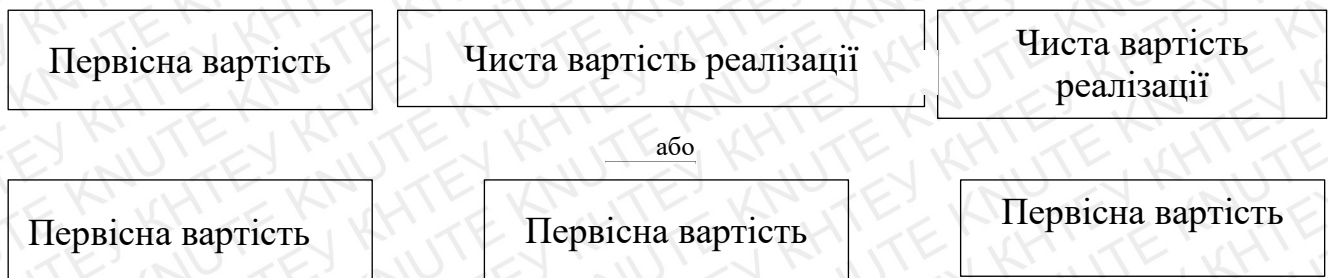 Первісна вартість
Чиста вартість реалізації
Чиста вартість
реалізації
або
Первісна вартість
Первісна вартість
Первісна вартість